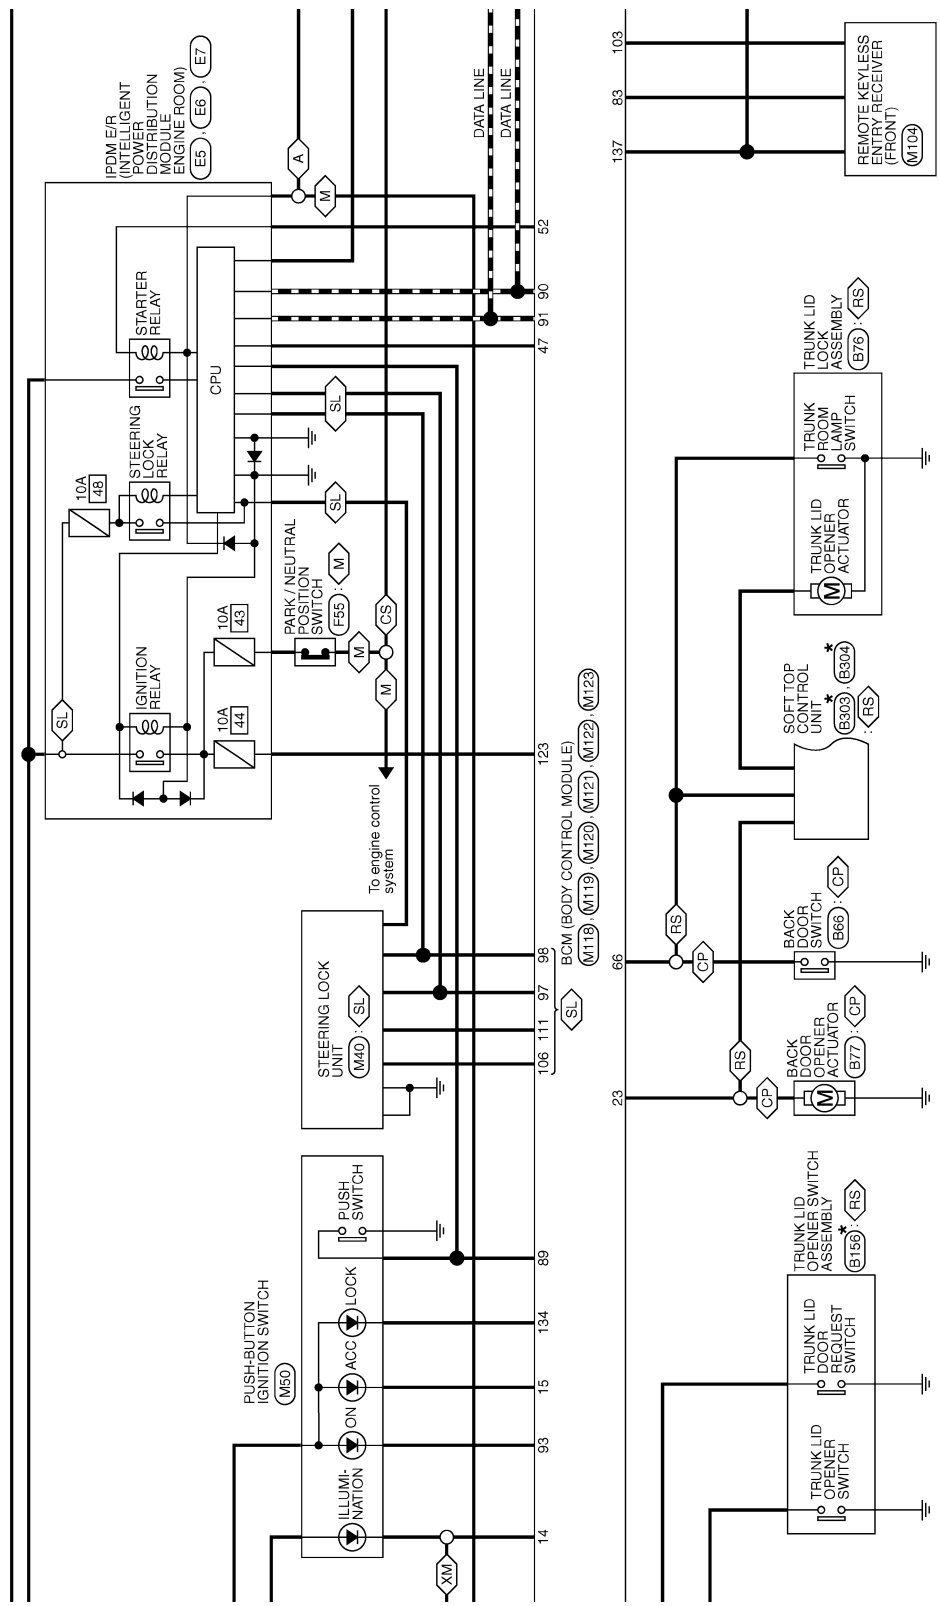 IPDM E/R
(INTELLIGENT
POWER
DISTRIBUTION
MODULE
ENGINE ROOM)
E5 , E6 , E7
A
M
DATA LINE
DATA LINE
STARTER
RELAY
STEERING
LOCK
RELAY
CPU
10A
48
SL
SL
SL
IGNITION
RELAY
10A
43
10A
44
PARK / NEUTRAL
POSITION
SWITCH
F55 : M
M
CS
M
To engine control
system
52
90
91
47
123
BCM (BODY CONTROL MODULE)
M118 , M119 , M120 , M121 , M122 , M123
STEERING LOCK
UNIT
M40 : SL
98
97
111
106
SL
PUSH-BUTTON
IGNITION SWITCH
M50
PUSH
SWITCH
LOCK
ACC
ON
ILLUMI-
NATION
89
134
15
93
14
XM
103
83
137
REMOTE KEYLESS
ENTRY RECEIVER
(FRONT)
M104
TRUNK LID
LOCK
ASSEMBLY
B76 : RS
TRUNK
ROOM
LAMP
SWITCH
TRUNK LID
OPENER
ACTUATOR
M
SOFT TOP
CONTROL
UNIT
* *
B303 , B304
: RS
66
RS
CP
BACK
DOOR
SWITCH
B66 : CP
23
RS
CP
BACK
DOOR
OPENER
ACTUATOR
B77 : CP
M
TRUNK LID
OPENER SWITCH
ASSEMBLY
*
B156 : RS
TRUNK LID
DOOR
REQUEST
SWITCH
TRUNK LID
OPENER
SWITCH